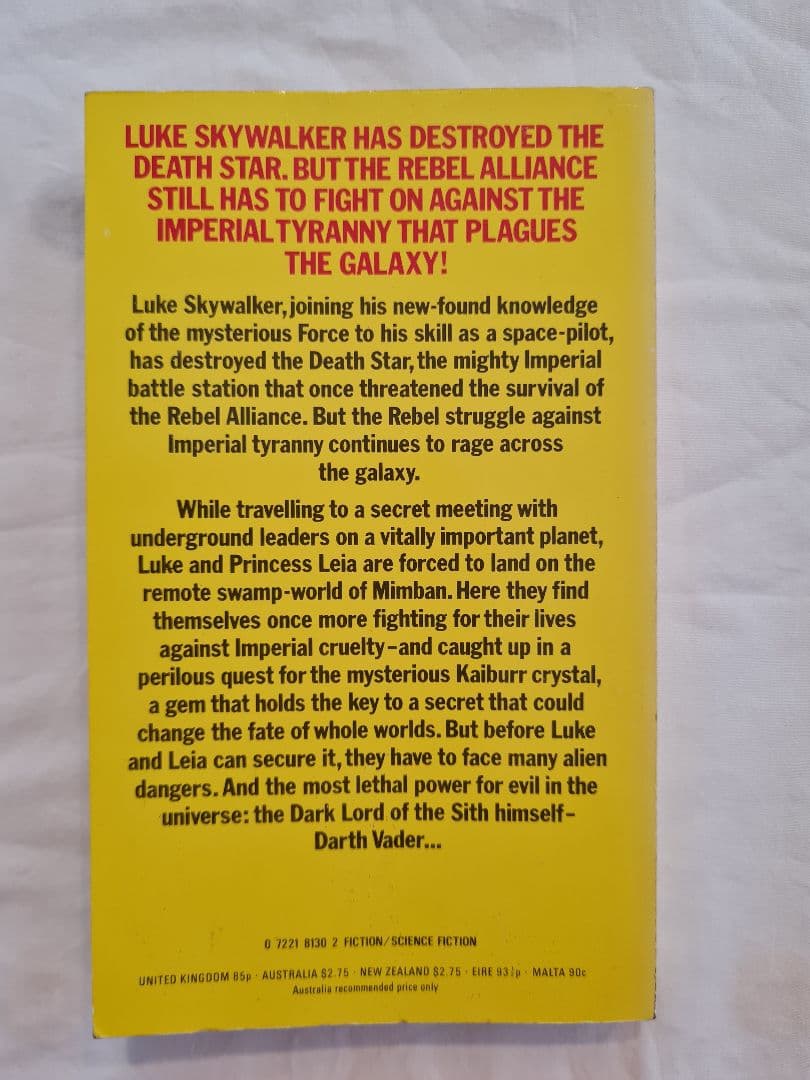 LUKE SKYWALKER HAS DESTROYED THE
DEATH STAR. BUT THE REBEL ALLIANCE
STILL HAS TO FIGHT ON AGAINST THE
IMPERIAL TYRANNY THAT PLAGUES
THE GALAXY!
Luke Skywalker, joining his new-found knowledge
of the mysterious Force to his skill as a space-pilot,
has destroyed the Death Star, the mighty Imperial
battle station that once threatened the survival of
the Rebel Alliance. But the Rebel struggle against
Imperial tyranny continues to rage across
the galaxy.
While travelling to a secret meeting with
underground leaders on a vitally important planet,
Luke and Princess Leia are forced to land on the
remote swamp-world of Mimban. Here they find
themselves once more fighting for their lives
against Imperial cruelty–and caught up in a
perilous quest for the mysterious Kaiburr crystal,
a gem that holds the key to a secret that could
change the fate of whole worlds. But before Luke
and Leia can secure it, they have to face many alien
dangers. And the most lethal power for evil in the
universe: the Dark Lord of the Sith himself–
Darth Vader...
0 7221 8130 2 FICTION/SCIENCE FICTION
UNITED KINGDOM 85p · AUSTRALIA $2.75 · NEW ZEALAND $2.75 · EIRE 93½p · MALTA 90c
Australia recommended price only